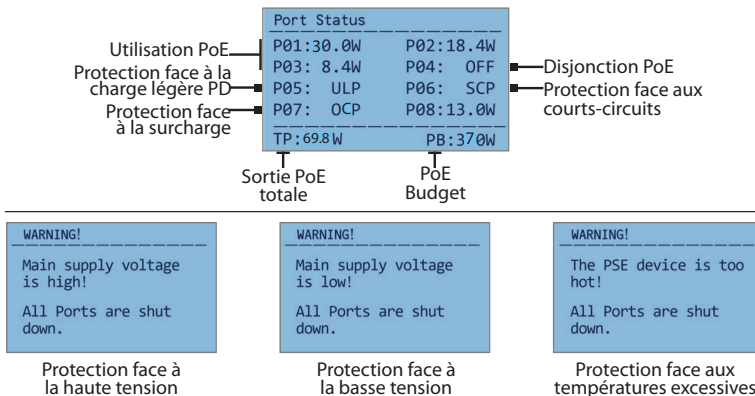 Port Status
P01:30.0W P02:18.4W
P03: 8.4W P04: OFF
P05: ULP P06: SCP
P07: OCP P08:13.0W
TP:69.8W PB:370W
Utilisation PoE
Protection face à la
charge légère PD
Protection face
à la surcharge
Disjonction PoE
Protection face aux
courts-circuits
Sortie PoE
totale
PoE
Budget
WARNING!
Main supply voltage
is high!
All Ports are shut
down.
Protection face à
la haute tension
WARNING!
Main supply voltage
is low!
All Ports are shut
down.
Protection face à
la basse tension
WARNING!
The PSE device is too
hot!
All Ports are shut
down.
Protection face aux
températures excessives